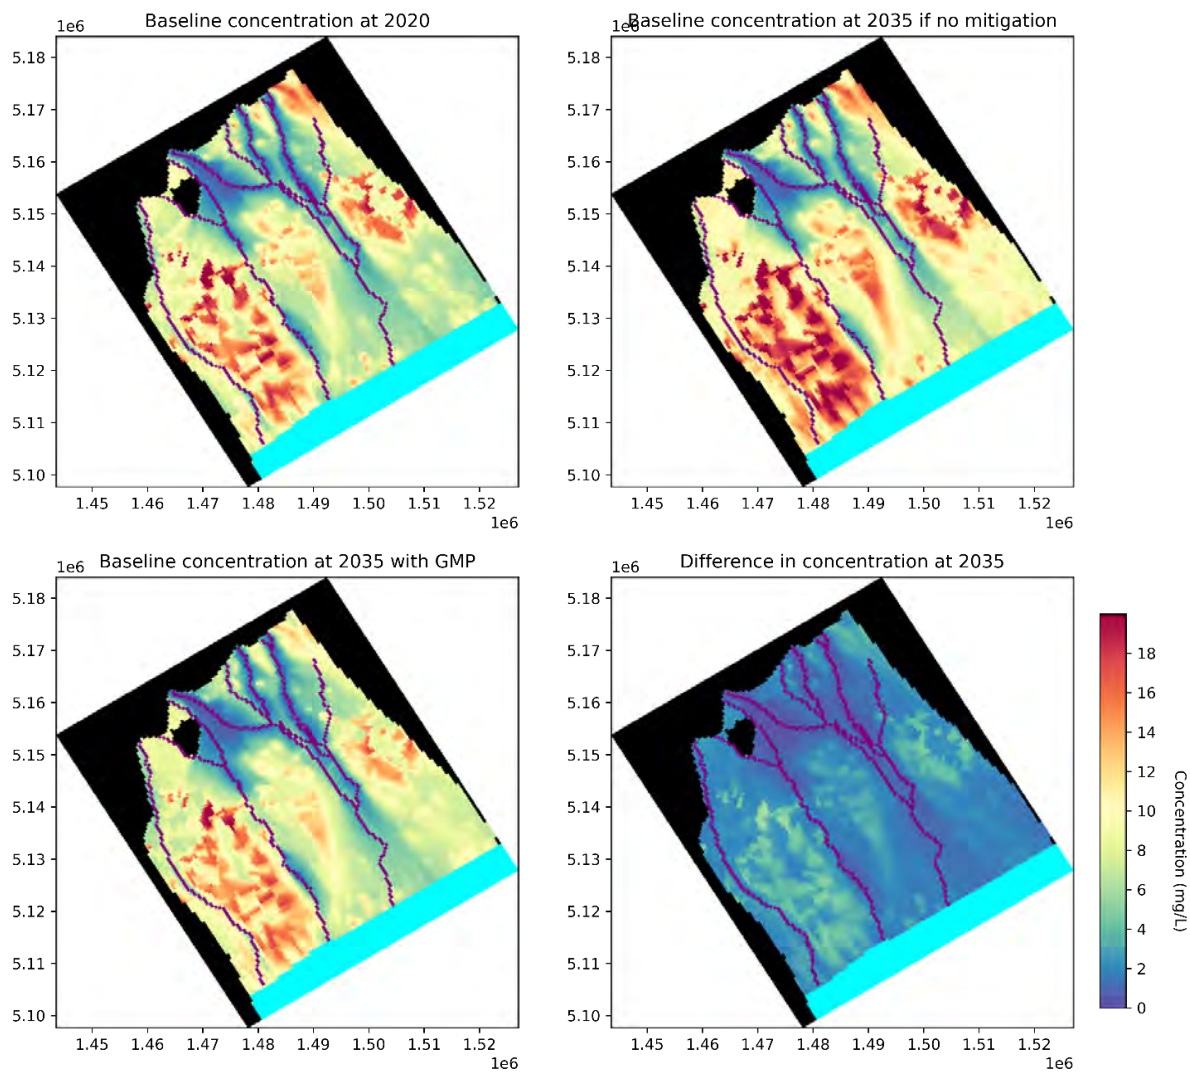 Baseline concentration at 2020
1e6
5.18
5.17
5.16
5.15
5.14
5.13
5.12
5.11
5.10
1.45 1.46 1.47 1.48 1.49 1.50 1.51 1.52
1e6
Baseline concentration at 2035 if no mitigation
1e6
5.18
5.17
5.16
5.15
5.14
5.13
5.12
5.11
5.10
1.45 1.46 1.47 1.48 1.49 1.50 1.51 1.52
1e6
Baseline concentration at 2035 with GMP
1e6
5.18
5.17
5.16
5.15
5.14
5.13
5.12
5.11
5.10
1.45 1.46 1.47 1.48 1.49 1.50 1.51 1.52
1e6
Difference in concentration at 2035
1e6
5.18
5.17
5.16
5.15
5.14
5.13
5.12
5.11
5.10
1.45 1.46 1.47 1.48 1.49 1.50 1.51 1.52
1e6
18
16
14
12
10
8
6
4
2
0
Concentration (mg/L)